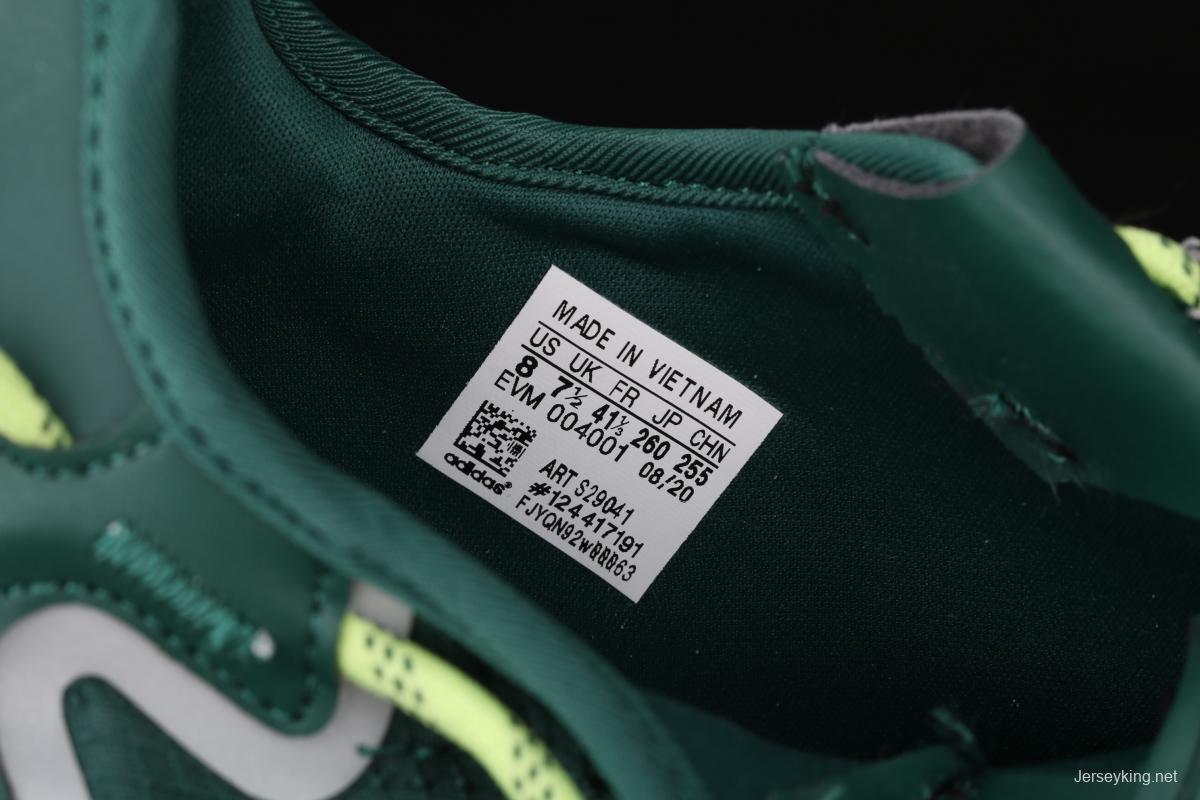 MADE IN VIETNAM
US UK FR JP CHN
8 7½ 41⅓ 260 255
EVM 004001 08/20
adidas®
ART S29041
#124417191
FJYQN92W00063
Jerseyking.net